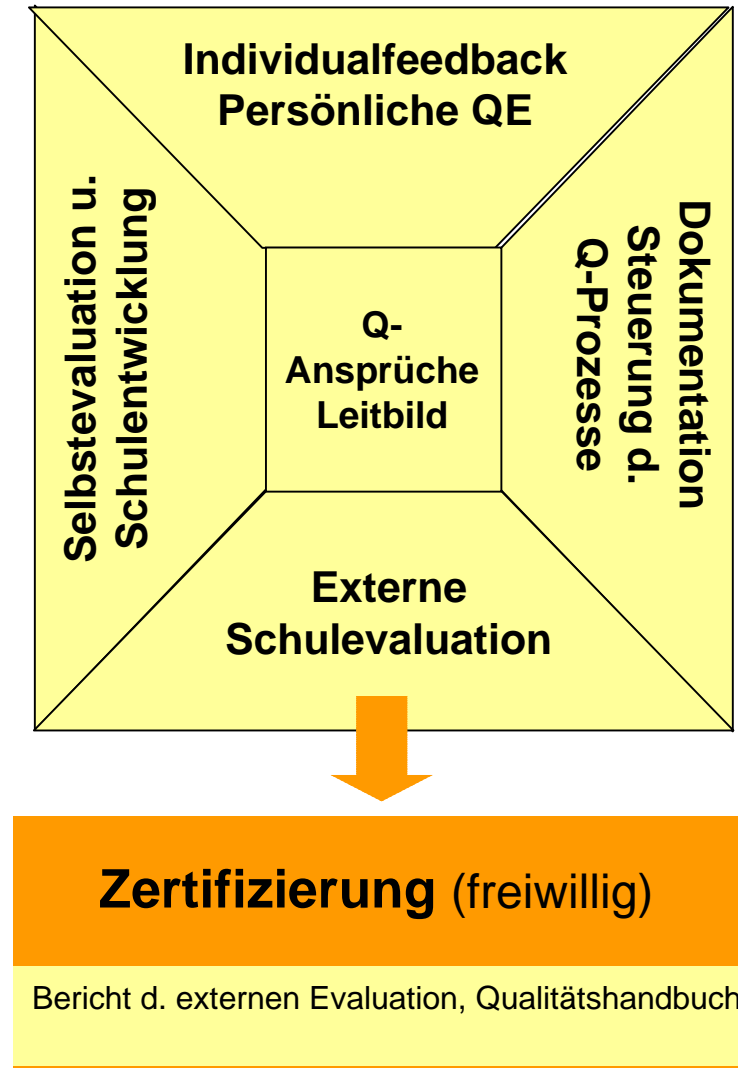 Individualfeedback
Persönliche QE
Selbstevaluation u.
Schulentwicklung
Q-
Ansprüche
Leitbild
Dokumentation
Steuerung d.
Q-Prozesse
Externe
Schulevaluation
Zertifizierung (freiwillig)
Bericht d. externen Evaluation, Qualitätshandbuch